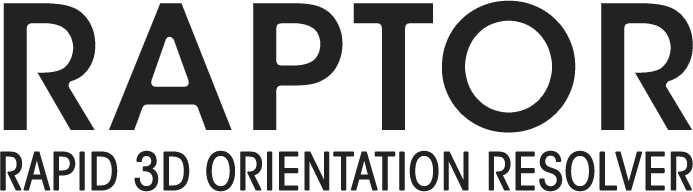 RAPTOR
RAPID 3D ORIENTATION RESOLVER